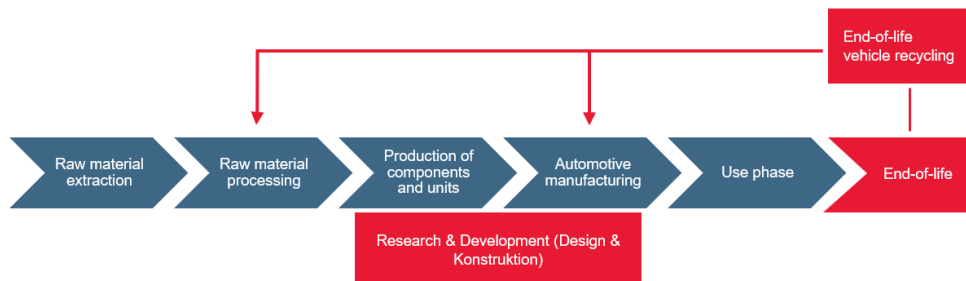 End-of-life
vehicle recycling
Raw material
extraction
Raw material
processing
Production of
components
and units
Automotive
manufacturing
Use phase
End-of-life
Research & Development (Design &
Konstruktion)